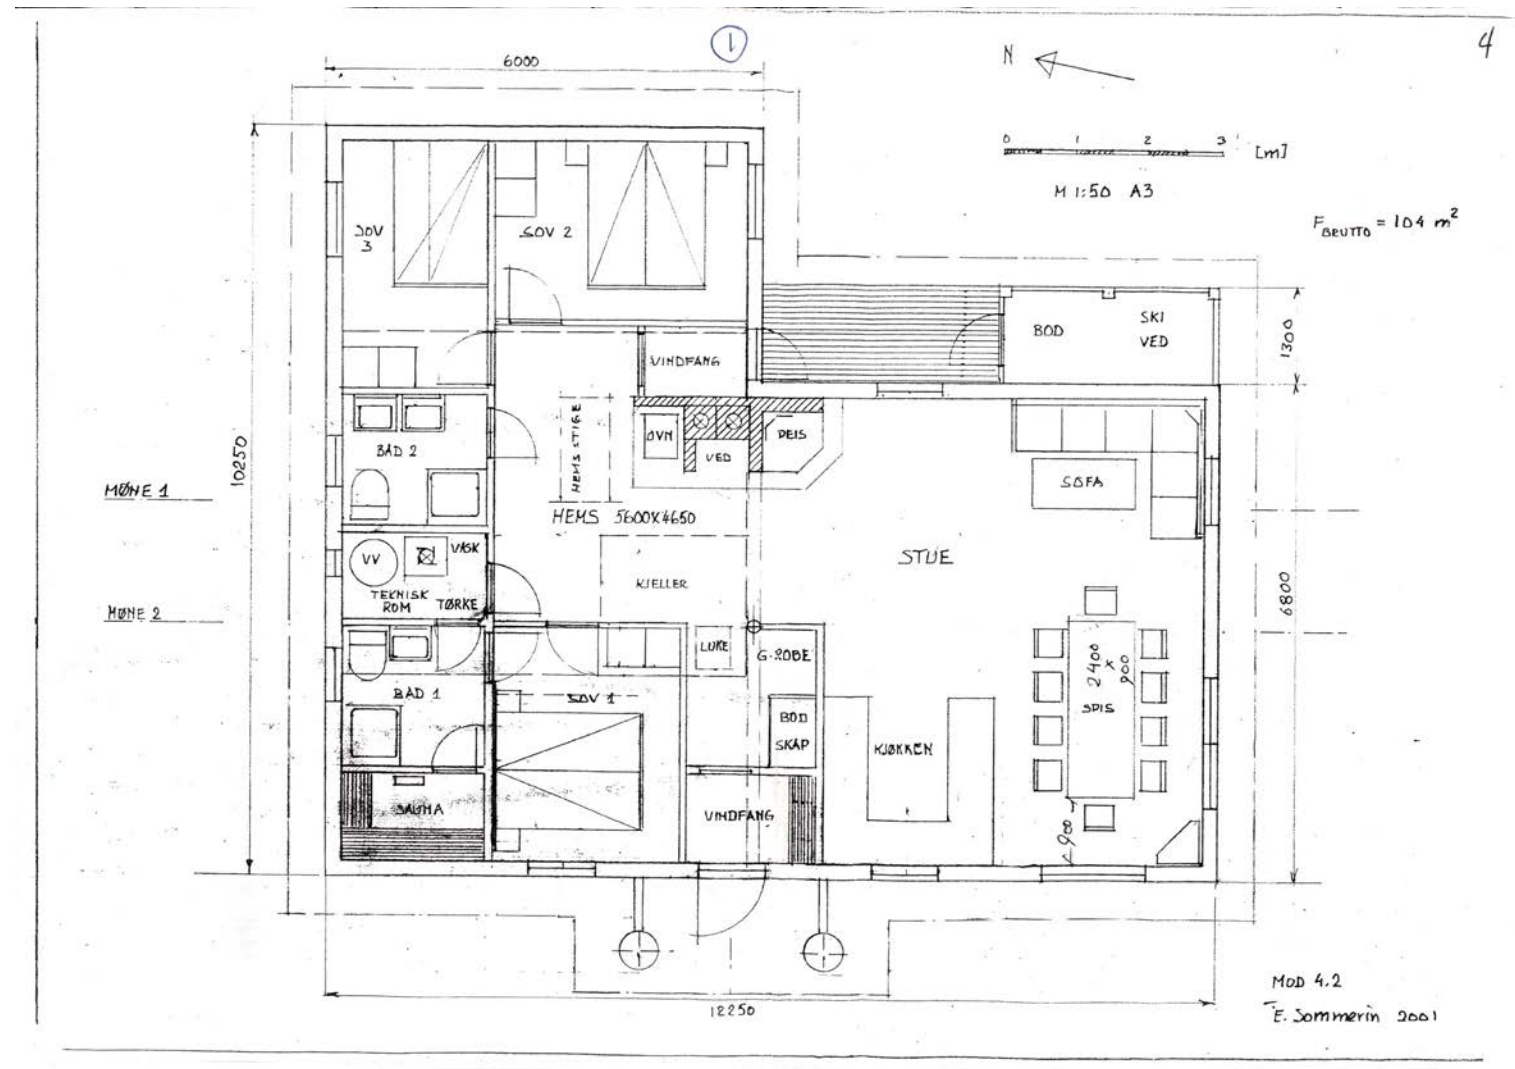 1
4
6000
N
0 1 2 3 [m]
M 1:50 A3
F BRUTTO = 104 m²
SOV
3
SOV 2
BOD
SKI
VED
1300
VINDFANG
HEMSSTIGE
OVN
VED
PEIS
BAD 2
10250
MØNE 1
SOFA
HEMS 5600X4650
STUE
VV
VASK
KJELLER
TEKNISK
ROM
TØRKE
MØNE 2
6800
LUKE
G.ROBE
2400
x
900
SPIS
BAD 1
SOV 1
BOD
SKAP
KJØKKEN
SAUNA
VINDFANG
900
12250
MOD 4.2
E. Sommerin 2001